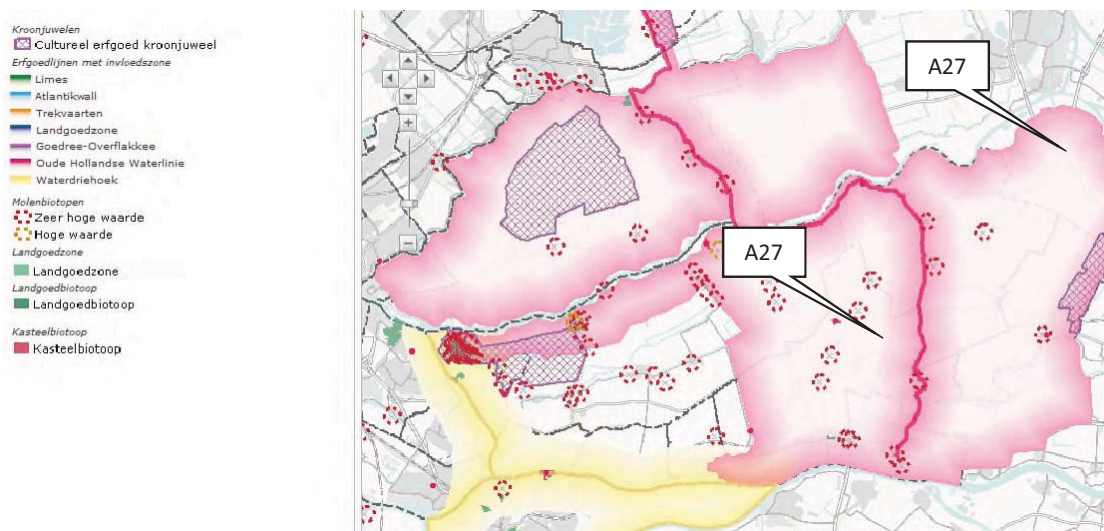 Kroonjuwelen
Cultureel erfgoed kroonjuweel
Erfgoedlijnen met invloedszone
Limes
Atlantikwall
Trekvaarten
Landgoedzone
Goedree-Overflakkee
Oude Hollandse Waterlinie
Waterdriehoek
Molenbiotopen
Zeer hoge waarde
Hoge waarde
Landgoedzone
Landgoedzone
Landgoedbiotoop
Landgoedbiotoop
Kasteelbiotoop
Kasteelbiotoop
A27
A27